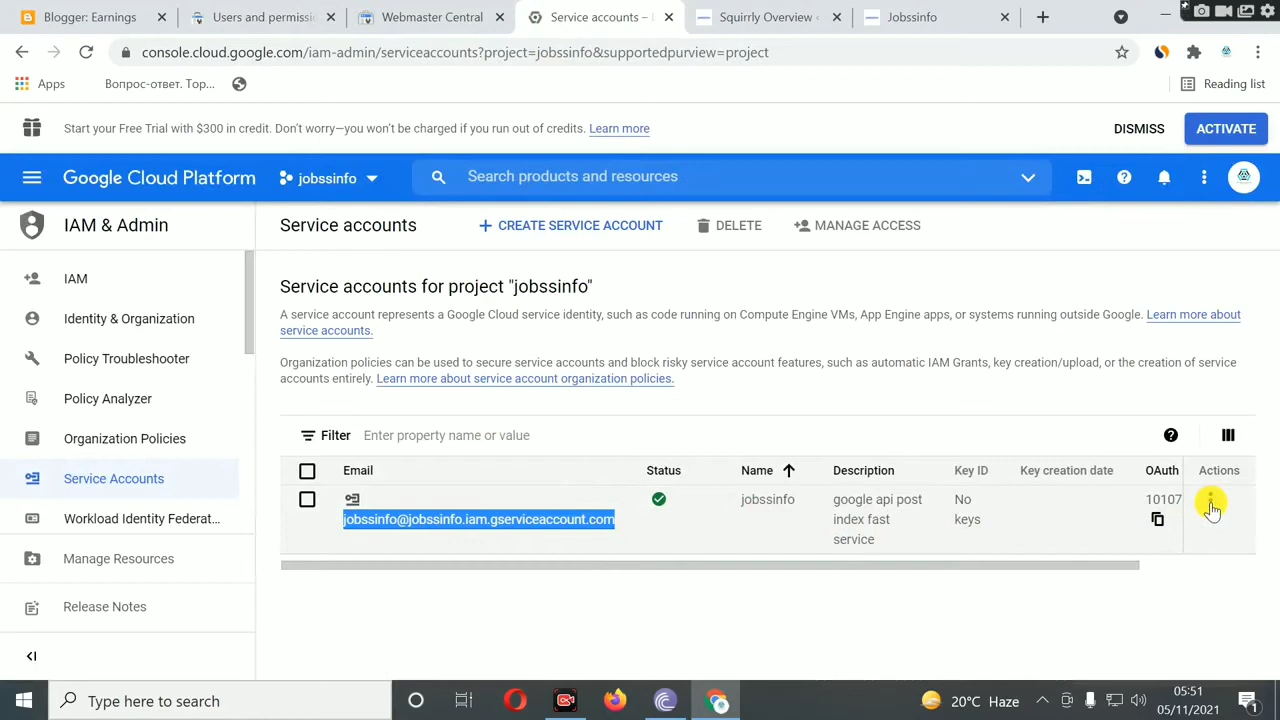 Blogger: Earnings
Users and permissi
Webmaster Central
Service accounts –
Squirrly Overview
Jobssinfo
console.cloud.google.com/iam-admin/serviceaccounts?project=jobssinfo&supportedpurview=project
Apps
Вопрос-ответ. Тор...
Reading list
Start your Free Trial with $300 in credit. Don't worry—you won't be charged if you run out of credits. Learn more
DISMISS
ACTIVATE
Google Cloud Platform
jobssinfo
Search products and resources
IAM & Admin
Service accounts
CREATE SERVICE ACCOUNT
DELETE
MANAGE ACCESS
IAM
Identity & Organization
Policy Troubleshooter
Policy Analyzer
Organization Policies
Service Accounts
Workload Identity Federat...
Manage Resources
Release Notes
Service accounts for project "jobssinfo"
A service account represents a Google Cloud service identity, such as code running on Compute Engine VMs, App Engine apps, or systems running outside Google. Learn more about
service accounts.
Organization policies can be used to secure service accounts and block risky service account features, such as automatic IAM Grants, key creation/upload, or the creation of service
accounts entirely. Learn more about service account organization policies.
Filter
Enter property name or value
Email
Status
Name
Description
Key ID
Key creation date
OAuth
Actions
jobssinfo@jobssinfo.iam.gserviceaccount.com
jobssinfo
google api post
index fast
service
No
keys
10107
Type here to search
20°C Haze
05:51
05/11/2021
1